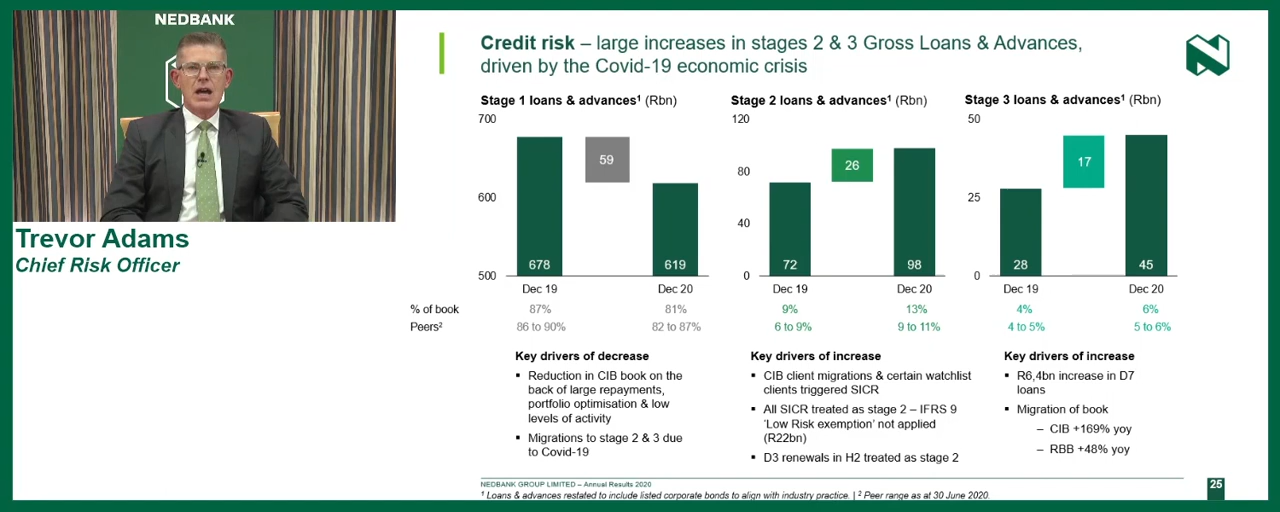 NEDBANK
Trevor Adams
Chief Risk Officer
Credit risk – large increases in stages 2 & 3 Gross Loans & Advances,
driven by the Covid-19 economic crisis
Stage 1 loans & advances¹ (Rbn)
700
600
500
59
678
619
Dec 19
Dec 20
Stage 2 loans & advances¹ (Rbn)
120
80
40
0
26
72
98
Dec 19
Dec 20
Stage 3 loans & advances¹ (Rbn)
50
25
0
17
28
45
Dec 19
Dec 20
% of book 87% 81% 9% 13% 4% 6%
Peers² 86 to 90% 82 to 87% 6 to 9% 9 to 11% 4 to 5% 5 to 6%
Key drivers of decrease
▪ Reduction in CIB book on the
back of large repayments,
portfolio optimisation & low
levels of activity
▪ Migrations to stage 2 & 3 due
to Covid-19
Key drivers of increase
▪ CIB client migrations & certain watchlist
clients triggered SICR
▪ All SICR treated as stage 2 – IFRS 9
'Low Risk exemption' not applied
(R22bn)
▪ D3 renewals in H2 treated as stage 2
Key drivers of increase
▪ R6,4bn increase in D7
loans
▪ Migration of book
– CIB +169% yoy
– RBB +48% yoy
NEDBANK GROUP LIMITED – Annual Results 2020
¹ Loans & advances restated to include listed corporate bonds to align with industry practice. | ² Peer range as at 30 June 2020.
25